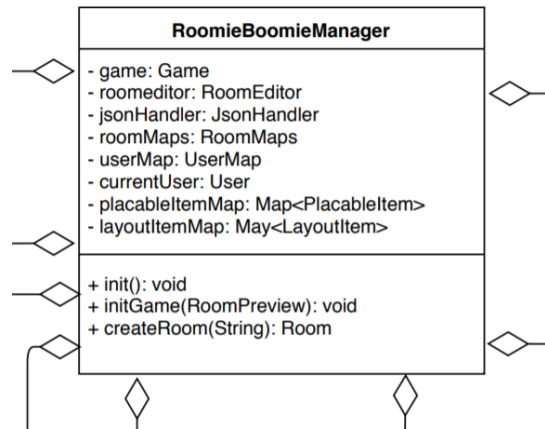 RoomieBoomieManager
- game: Game
- roomeditor: RoomEditor
- jsonHandler: JsonHandler
- roomMaps: RoomMaps
- userMap: UserMap
- currentUser: User
- placableItemMap: Map<PlacableItem>
- layoutItemMap: May<LayoutItem>
+ init(): void
+ initGame(RoomPreview): void
+ createRoom(String): Room